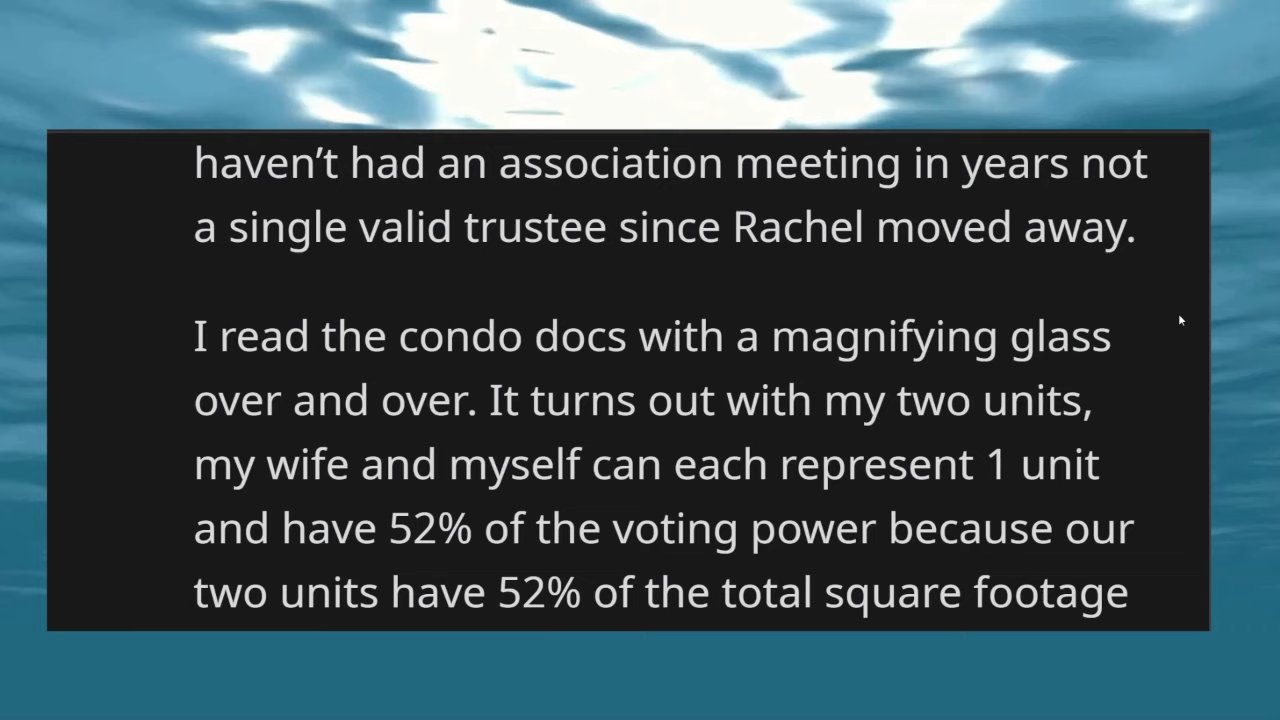 haven’t had an association meeting in years not
a single valid trustee since Rachel moved away.
I read the condo docs with a magnifying glass
over and over. It turns out with my two units,
my wife and myself can each represent 1 unit
and have 52% of the voting power because our
two units have 52% of the total square footage